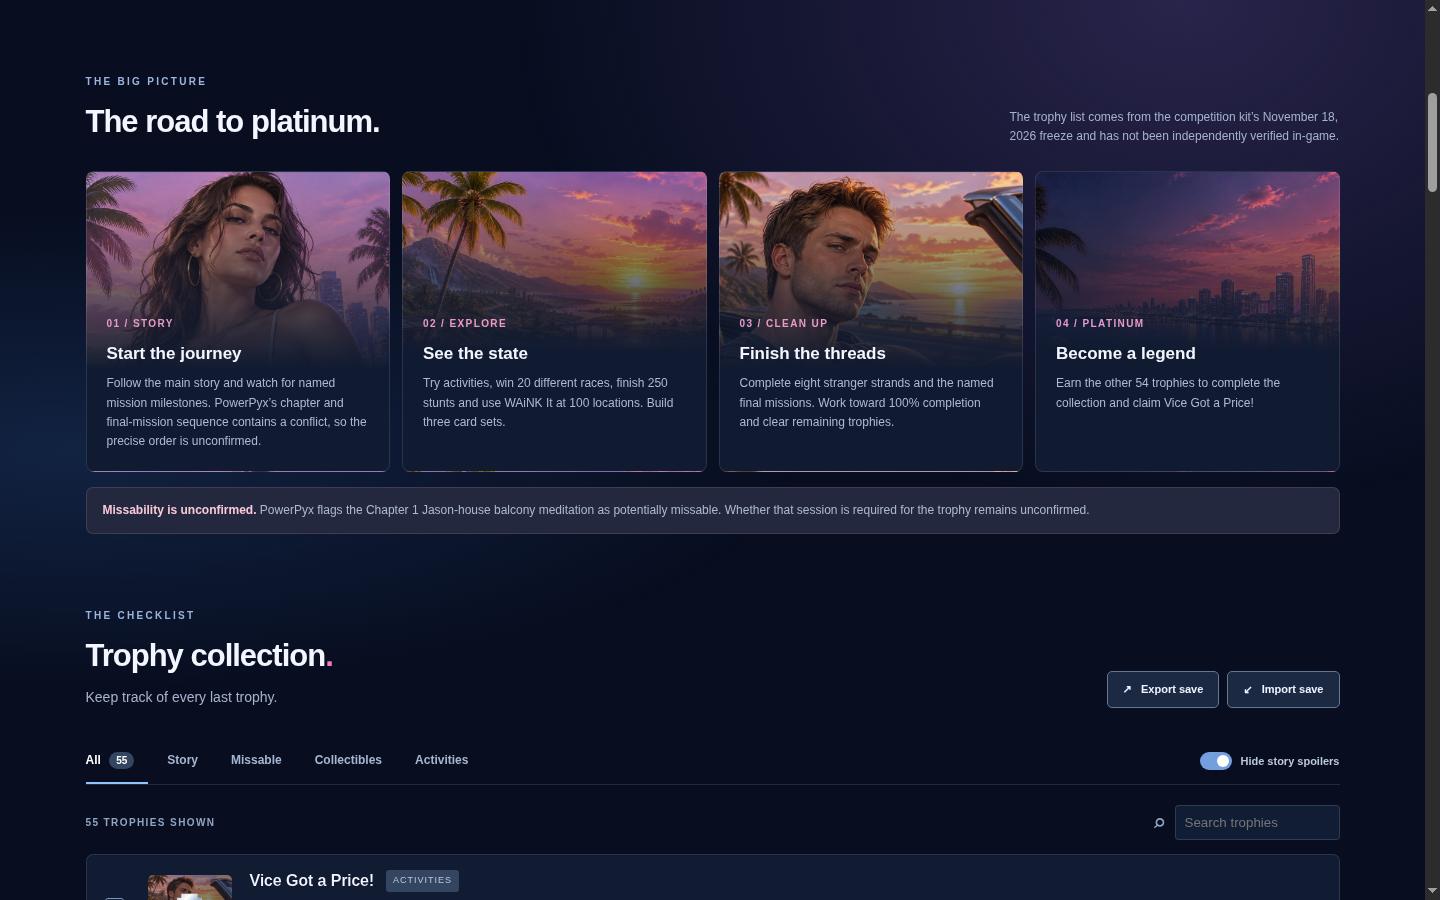 THE BIG PICTURE
The road to platinum.
The trophy list comes from the competition kit's November 18,
2026 freeze and has not been independently verified in-game.
01 / STORY
Start the journey
Follow the main story and watch for named
mission milestones. PowerPyx's chapter and
final-mission sequence contains a conflict, so the
precise order is unconfirmed.
02 / EXPLORE
See the state
Try activities, win 20 different races, finish 250
stunts and use WAiNK It at 100 locations. Build
three card sets.
03 / CLEAN UP
Finish the threads
Complete eight stranger strands and the named
final missions. Work toward 100% completion
and clear remaining trophies.
04 / PLATINUM
Become a legend
Earn the other 54 trophies to complete the
collection and claim Vice Got a Price!
Missability is unconfirmed. PowerPyx flags the Chapter 1 Jason-house balcony meditation as potentially missable. Whether that session is required for the trophy remains unconfirmed.
THE CHECKLIST
Trophy collection.
Keep track of every last trophy.
Export save
Import save
All 55 Story Missable Collectibles Activities
Hide story spoilers
55 TROPHIES SHOWN
Search trophies
Vice Got a Price! ACTIVITIES